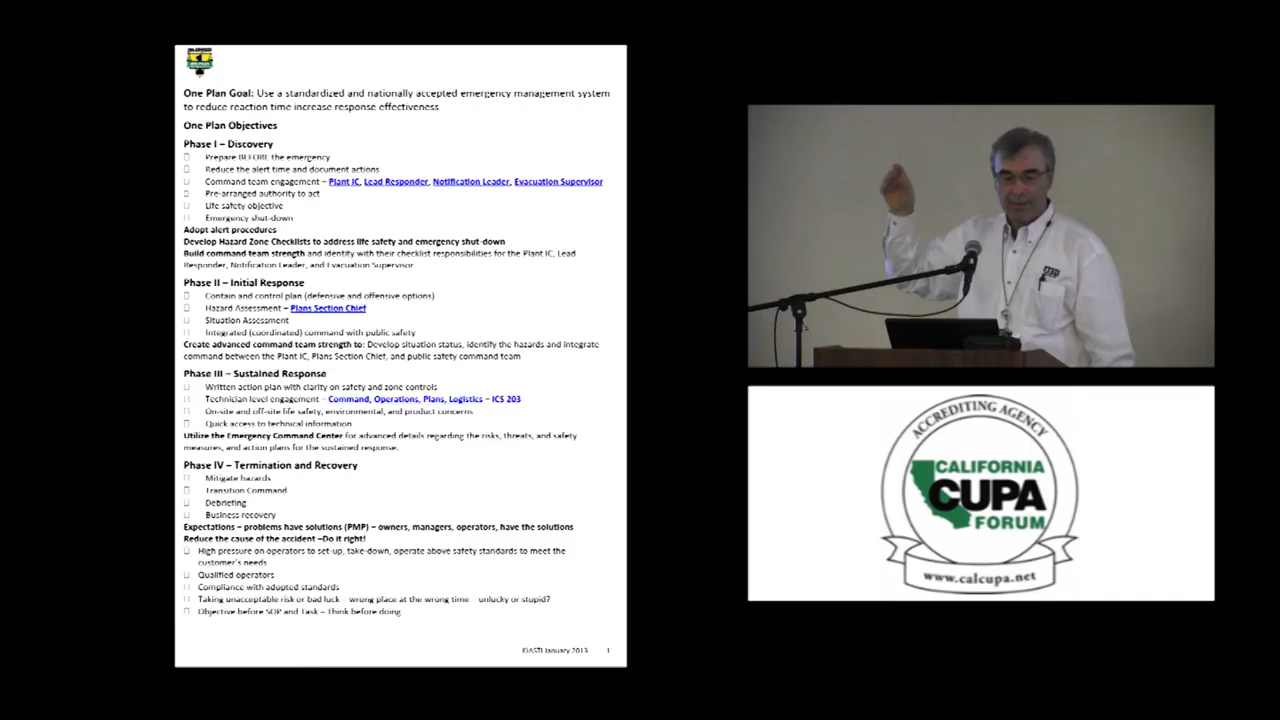 One Plan Goal: Use a standardized and nationally accepted emergency management system
to reduce reaction time increase response effectiveness
One Plan Objectives
Phase I – Discovery
Prepare BEFORE the emergency
Reduce the alert time and document actions
Command team engagement – Plant IC, Lead Responder, Notification Leader, Evacuation Supervisor
Pre-arranged authority to act
Life safety objective
Emergency shut-down
Adopt alert procedures
Develop Hazard Zone Checklists to address life safety and emergency shut-down
Build command team strength and identity with their checklist responsibilities for the Plant IC, Lead
Responder, Notification Leader, and Evacuation Supervisor
Phase II – Initial Response
Contain and control plan (defensive and offensive options)
Hazard Assessment – Plans Section Chief
Situation Assessment
Integrated (coordinated) command with public safety
Create advanced command team strength to: Develop situation status, identify the hazards and integrate
command between the Plant IC, Plans Section Chief, and public safety command team
Phase III – Sustained Response
Written action plan with clarity on safety and zone controls
Technician level engagement – Command, Operations, Plans, Logistics – ICS 203
On-site and off-site life safety, environmental, and product concerns
Quick access to technical information
Utilize the Emergency Command Center for advanced details regarding the risks, threats, and safety
measures, and action plans for the sustained response.
Phase IV – Termination and Recovery
Mitigate hazards
Transition Command
Debriefing
Business recovery
Expectations – problems have solutions (PMP) – owners, managers, operators, have the solutions
Reduce the cause of the accident –Do it right!
High pressure on operators to set-up, take-down, operate above safety standards to meet the
customer's needs
Qualified operators
Compliance with adopted standards
Taking unacceptable risk or bad luck – wrong place at the wrong time – unlucky or stupid?
Objective before SOP and Task – Think before doing
©ASTI January 2013 1
ACCREDITING AGENCY
CALIFORNIA
CUPA
FORUM
www.calcupa.net